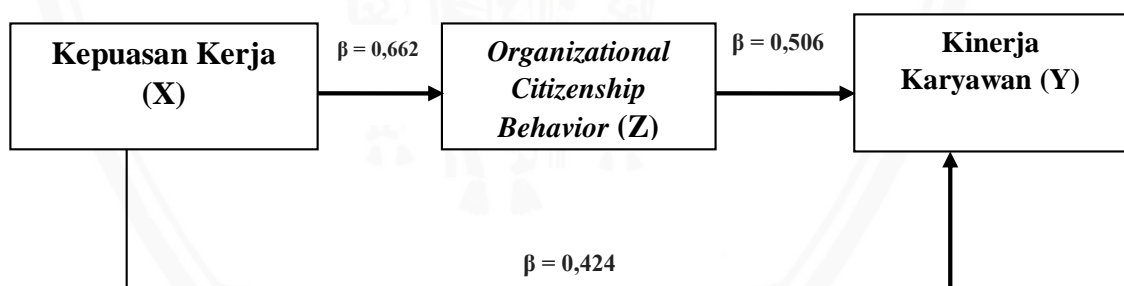 Kepuasan Kerja
(X)
β = 0,662
Organizational
Citizenship
Behavior (Z)
β = 0,506
Kinerja
Karyawan (Y)
β = 0,424